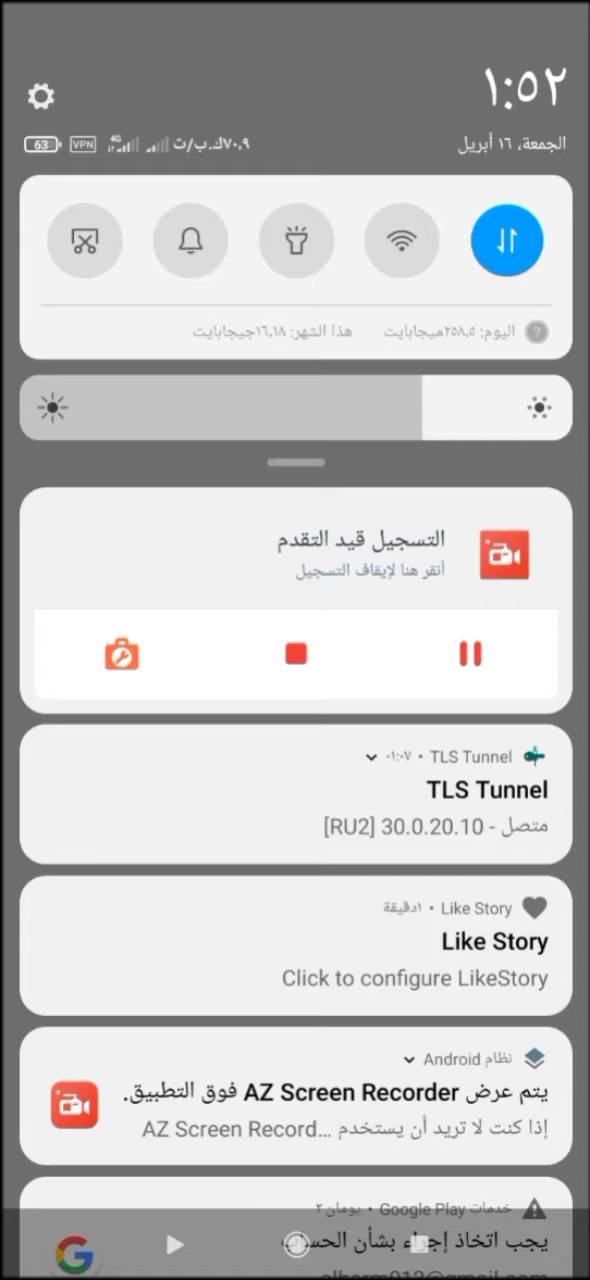 ١:٥٢
الجمعة، ١٦ أبريل
٧٠,٩ك.ب/ت 4G VPN 63
اليوم: ٢٥٨,٥ميجابايت هذا الشهر: ١٦,١٨جيجابايت
التسجيل قيد التقدم
أنقر هنا لإيقاف التسجيل
TLS Tunnel • ٠١:٠٧
TLS Tunnel
متصل - 30.0.20.10 [RU2]
Like Story • ١دقيقة
Like Story
Click to configure LikeStory
نظام Android
يتم عرض AZ Screen Recorder فوق التطبيق.
إذا كنت لا تريد أن يستخدم AZ Screen Record…
خدمات Google Play • يومان ٢
يجب اتخاذ إجراء بشأن الحساب